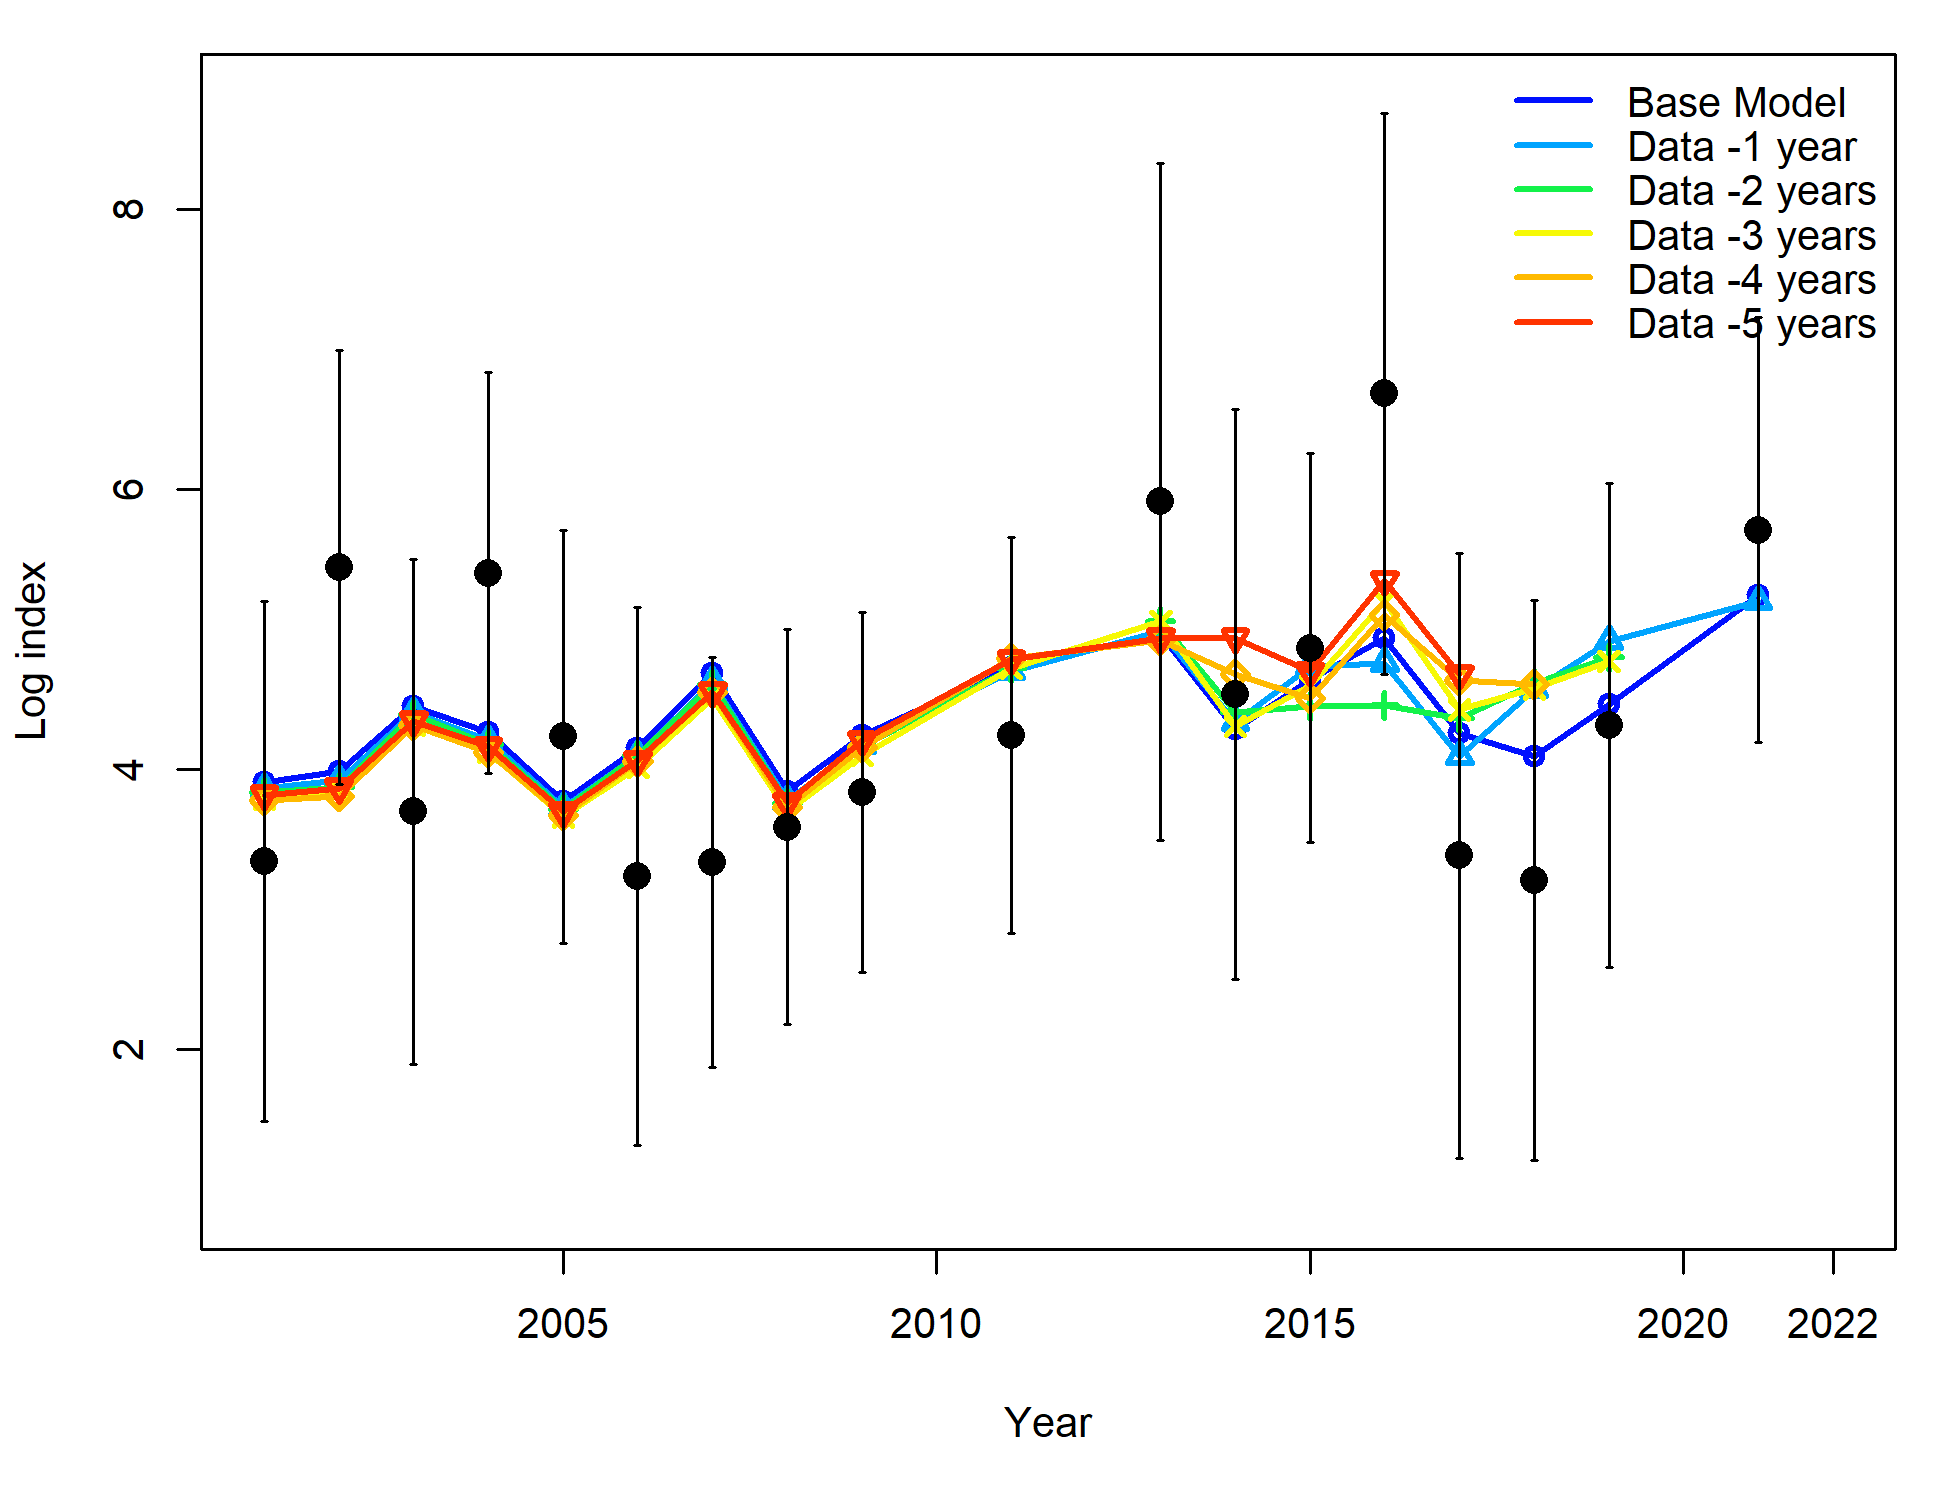 Base Model
Data -1 year
Data -2 years
Data -3 years
Data -4 years
Data -5 years
8
6
4
2
Log index
2005 2010 2015 2020 2022
Year